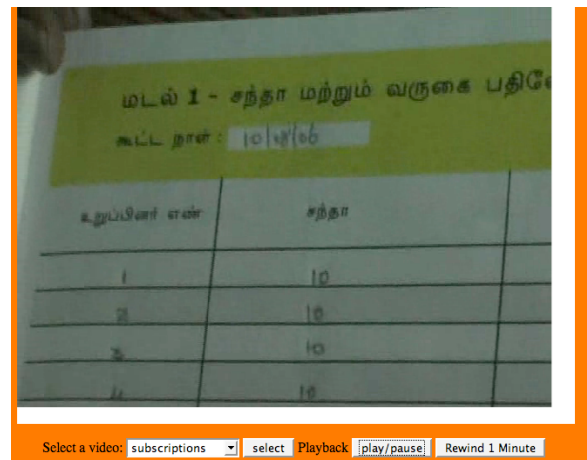 மடல் 1 - சந்தா மற்றும் வருகை
கூட்ட நாள் :
உறுப்பினர் எண் சந்தா
1 10
2 10
3 10
4 10
Select a video: subscriptions select Playback play/pause Rewind 1 Minute